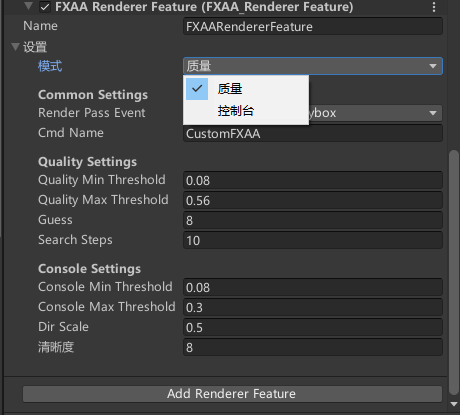 FXAA Renderer Feature (FXAA_Renderer Feature)
Name FXAARendererFeature
设置
模式 质量
质量
控制台
Common Settings
Render Pass Event
Cmd Name CustomFXAA
Quality Settings
Quality Min Threshold 0.08
Quality Max Threshold 0.56
Guess 8
Search Steps 10
Console Settings
Console Min Threshold 0.08
Console Max Threshold 0.3
Dir Scale 0.5
清晰度 8
Add Renderer Feature